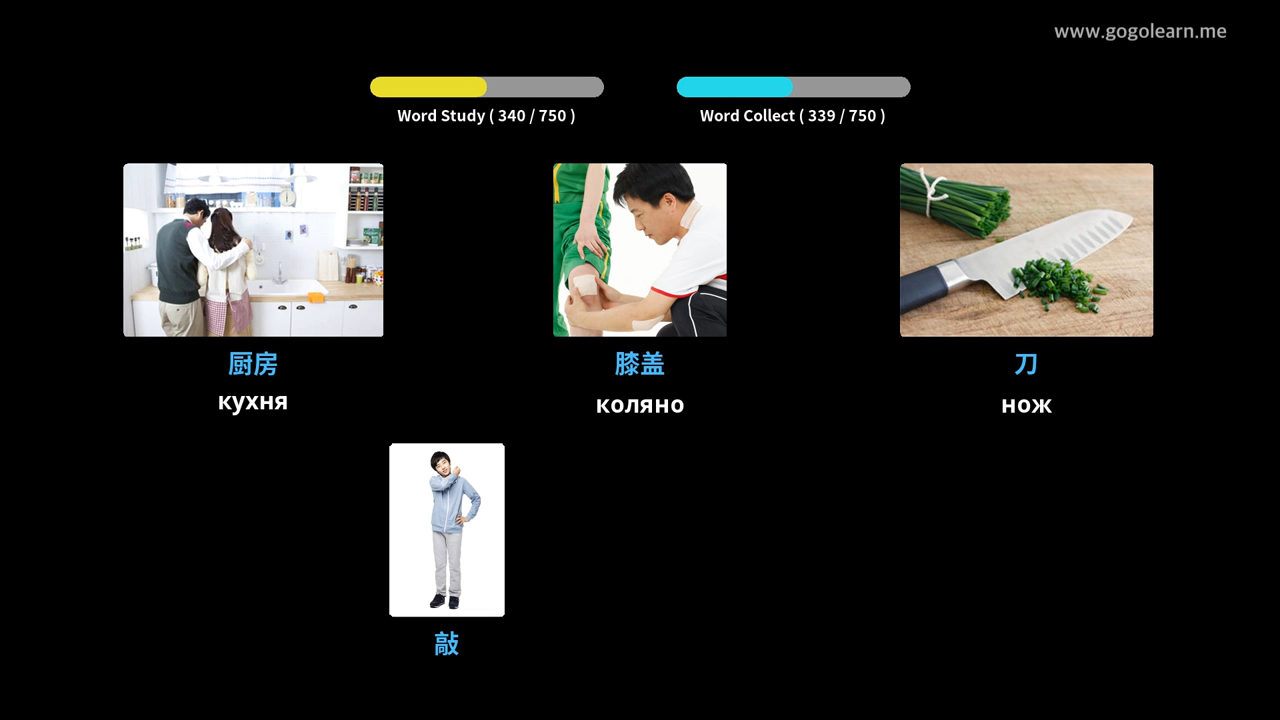 www.gogolearn.me
Word Study ( 340 / 750 )
Word Collect ( 339 / 750 )
厨房
кухня
膝盖
коляно
刀
нож
敲